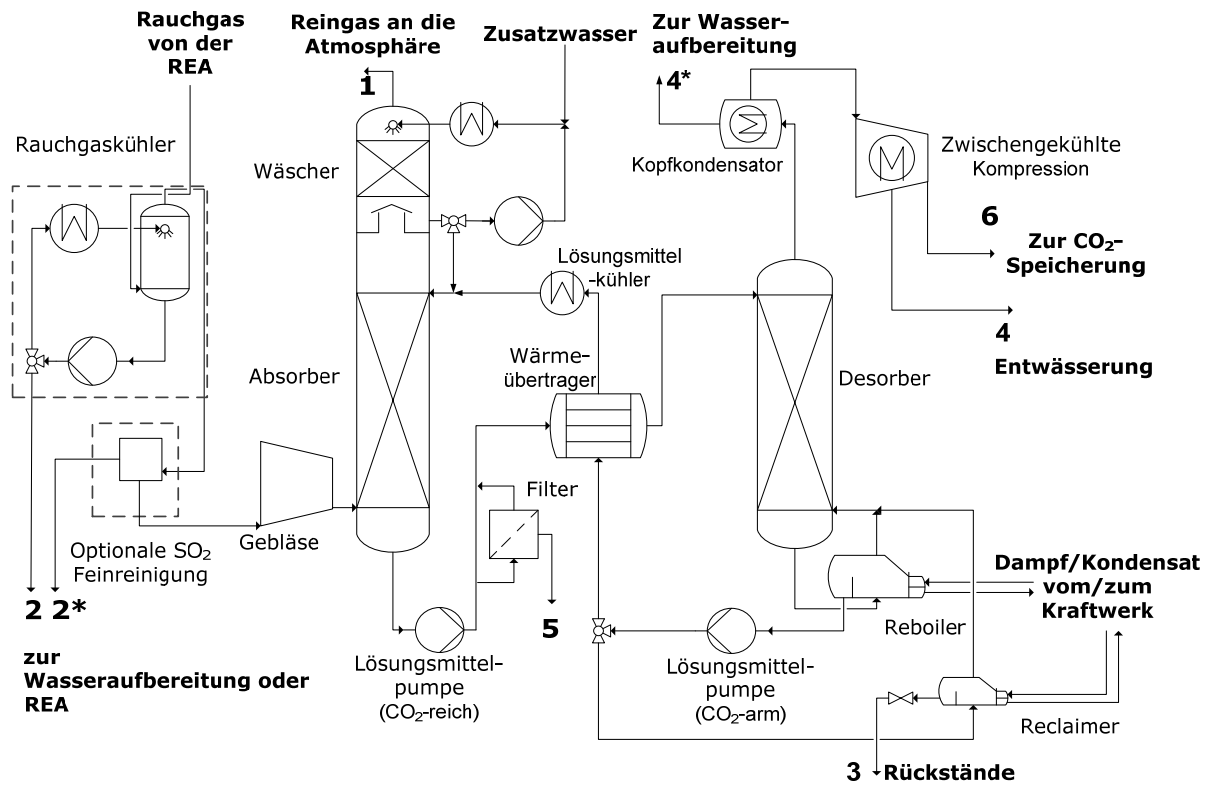 Rauchgas
von der
REA
Reingas an die
Atmosphäre
1
Zusatzwasser
Zur Wasser-
aufbereitung
4*
Rauchgaskühler
Wäscher
Kopfkondensator
Zwischengekühlte
Kompression
6
Zur CO₂-
Speicherung
4
Entwässerung
Lösungsmittel
-kühler
Wärme-
übertrager
Absorber
Desorber
Filter
Gebläse
Optionale SO₂
Feinreinigung
2 2*
zur
Wasseraufbereitung oder
REA
5
Lösungsmittel-
pumpe
(CO₂-reich)
Lösungsmittel-
pumpe
(CO₂-arm)
Reboiler
Dampf/Kondensat
vom/zum
Kraftwerk
Reclaimer
3 Rückstände